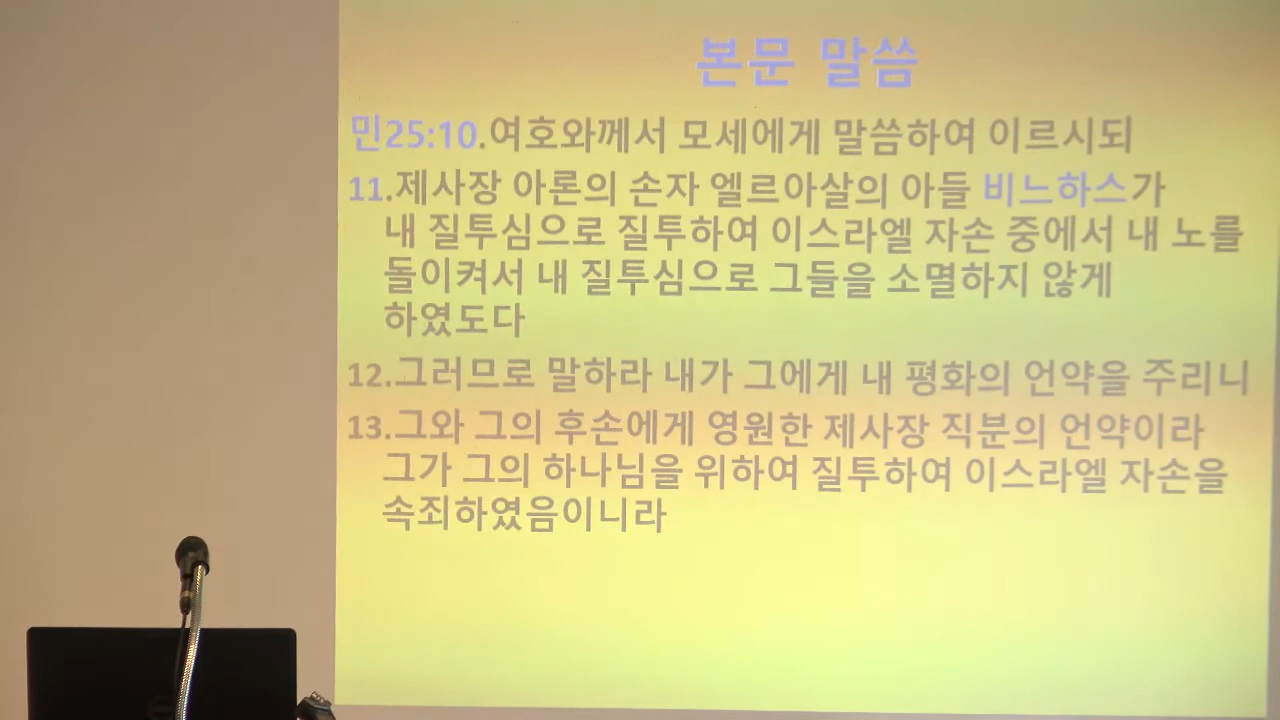 본문 말씀
민25:10.여호와께서 모세에게 말씀하여 이르시되
11.제사장 아론의 손자 엘르아살의 아들 비느하스가
내 질투심으로 질투하여 이스라엘 자손 중에서 내 노를
돌이켜서 내 질투심으로 그들을 소멸하지 않게
하였도다
12.그러므로 말하라 내가 그에게 내 평화의 언약을 주리니
13.그와 그의 후손에게 영원한 제사장 직분의 언약이라
그가 그의 하나님을 위하여 질투하여 이스라엘 자손을
속죄하였음이니라